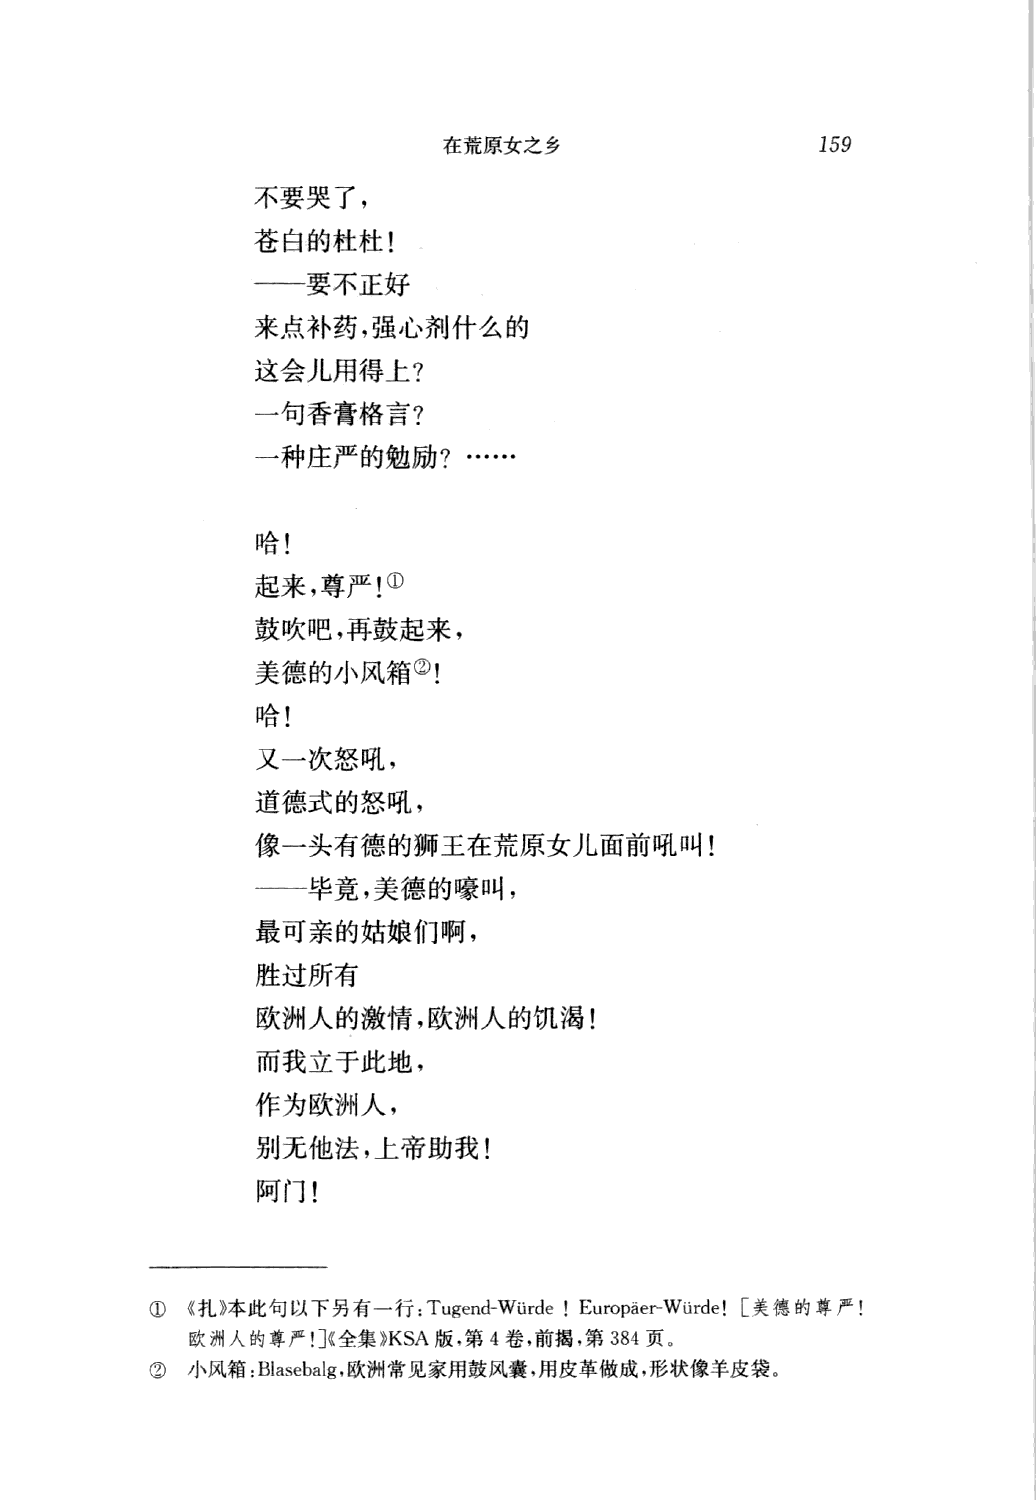 在荒原女之乡 159
不要哭了，
苍白的杜杜！
——要不正好
来点补药，强心剂什么的
这会儿用得上？
一句香膏格言？
一种庄严的勉励？……
哈！
起来，尊严！①
鼓吹吧，再鼓起来，
美德的小风箱②！
哈！
又一次怒吼，
道德式的怒吼，
像一头有德的狮王在荒原女儿面前吼叫！
——毕竟，美德的嚎叫，
最可亲的姑娘们啊，
胜过所有
欧洲人的激情，欧洲人的饥渴！
而我立于此地，
作为欧洲人，
别无他法，上帝助我！
阿门！
① 《扎》本此句以下另有一行：Tugend-Würde！Europäer-Würde！［美德的尊严！
欧洲人的尊严！］《全集》KSA 版，第 4 卷，前揭，第 384 页。
② 小风箱：Blasebalg，欧洲常见家用鼓风囊，用皮革做成，形状像羊皮袋。